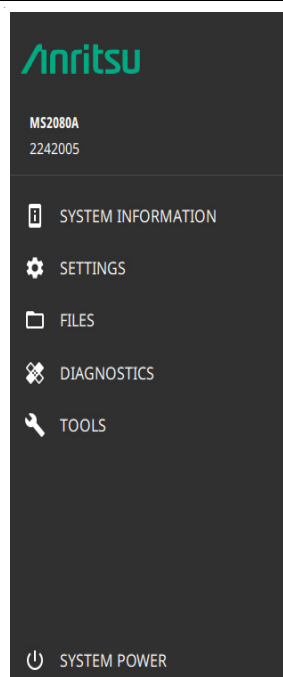 Anritsu
MS2080A
2242005
SYSTEM INFORMATION
SETTINGS
FILES
DIAGNOSTICS
TOOLS
SYSTEM POWER